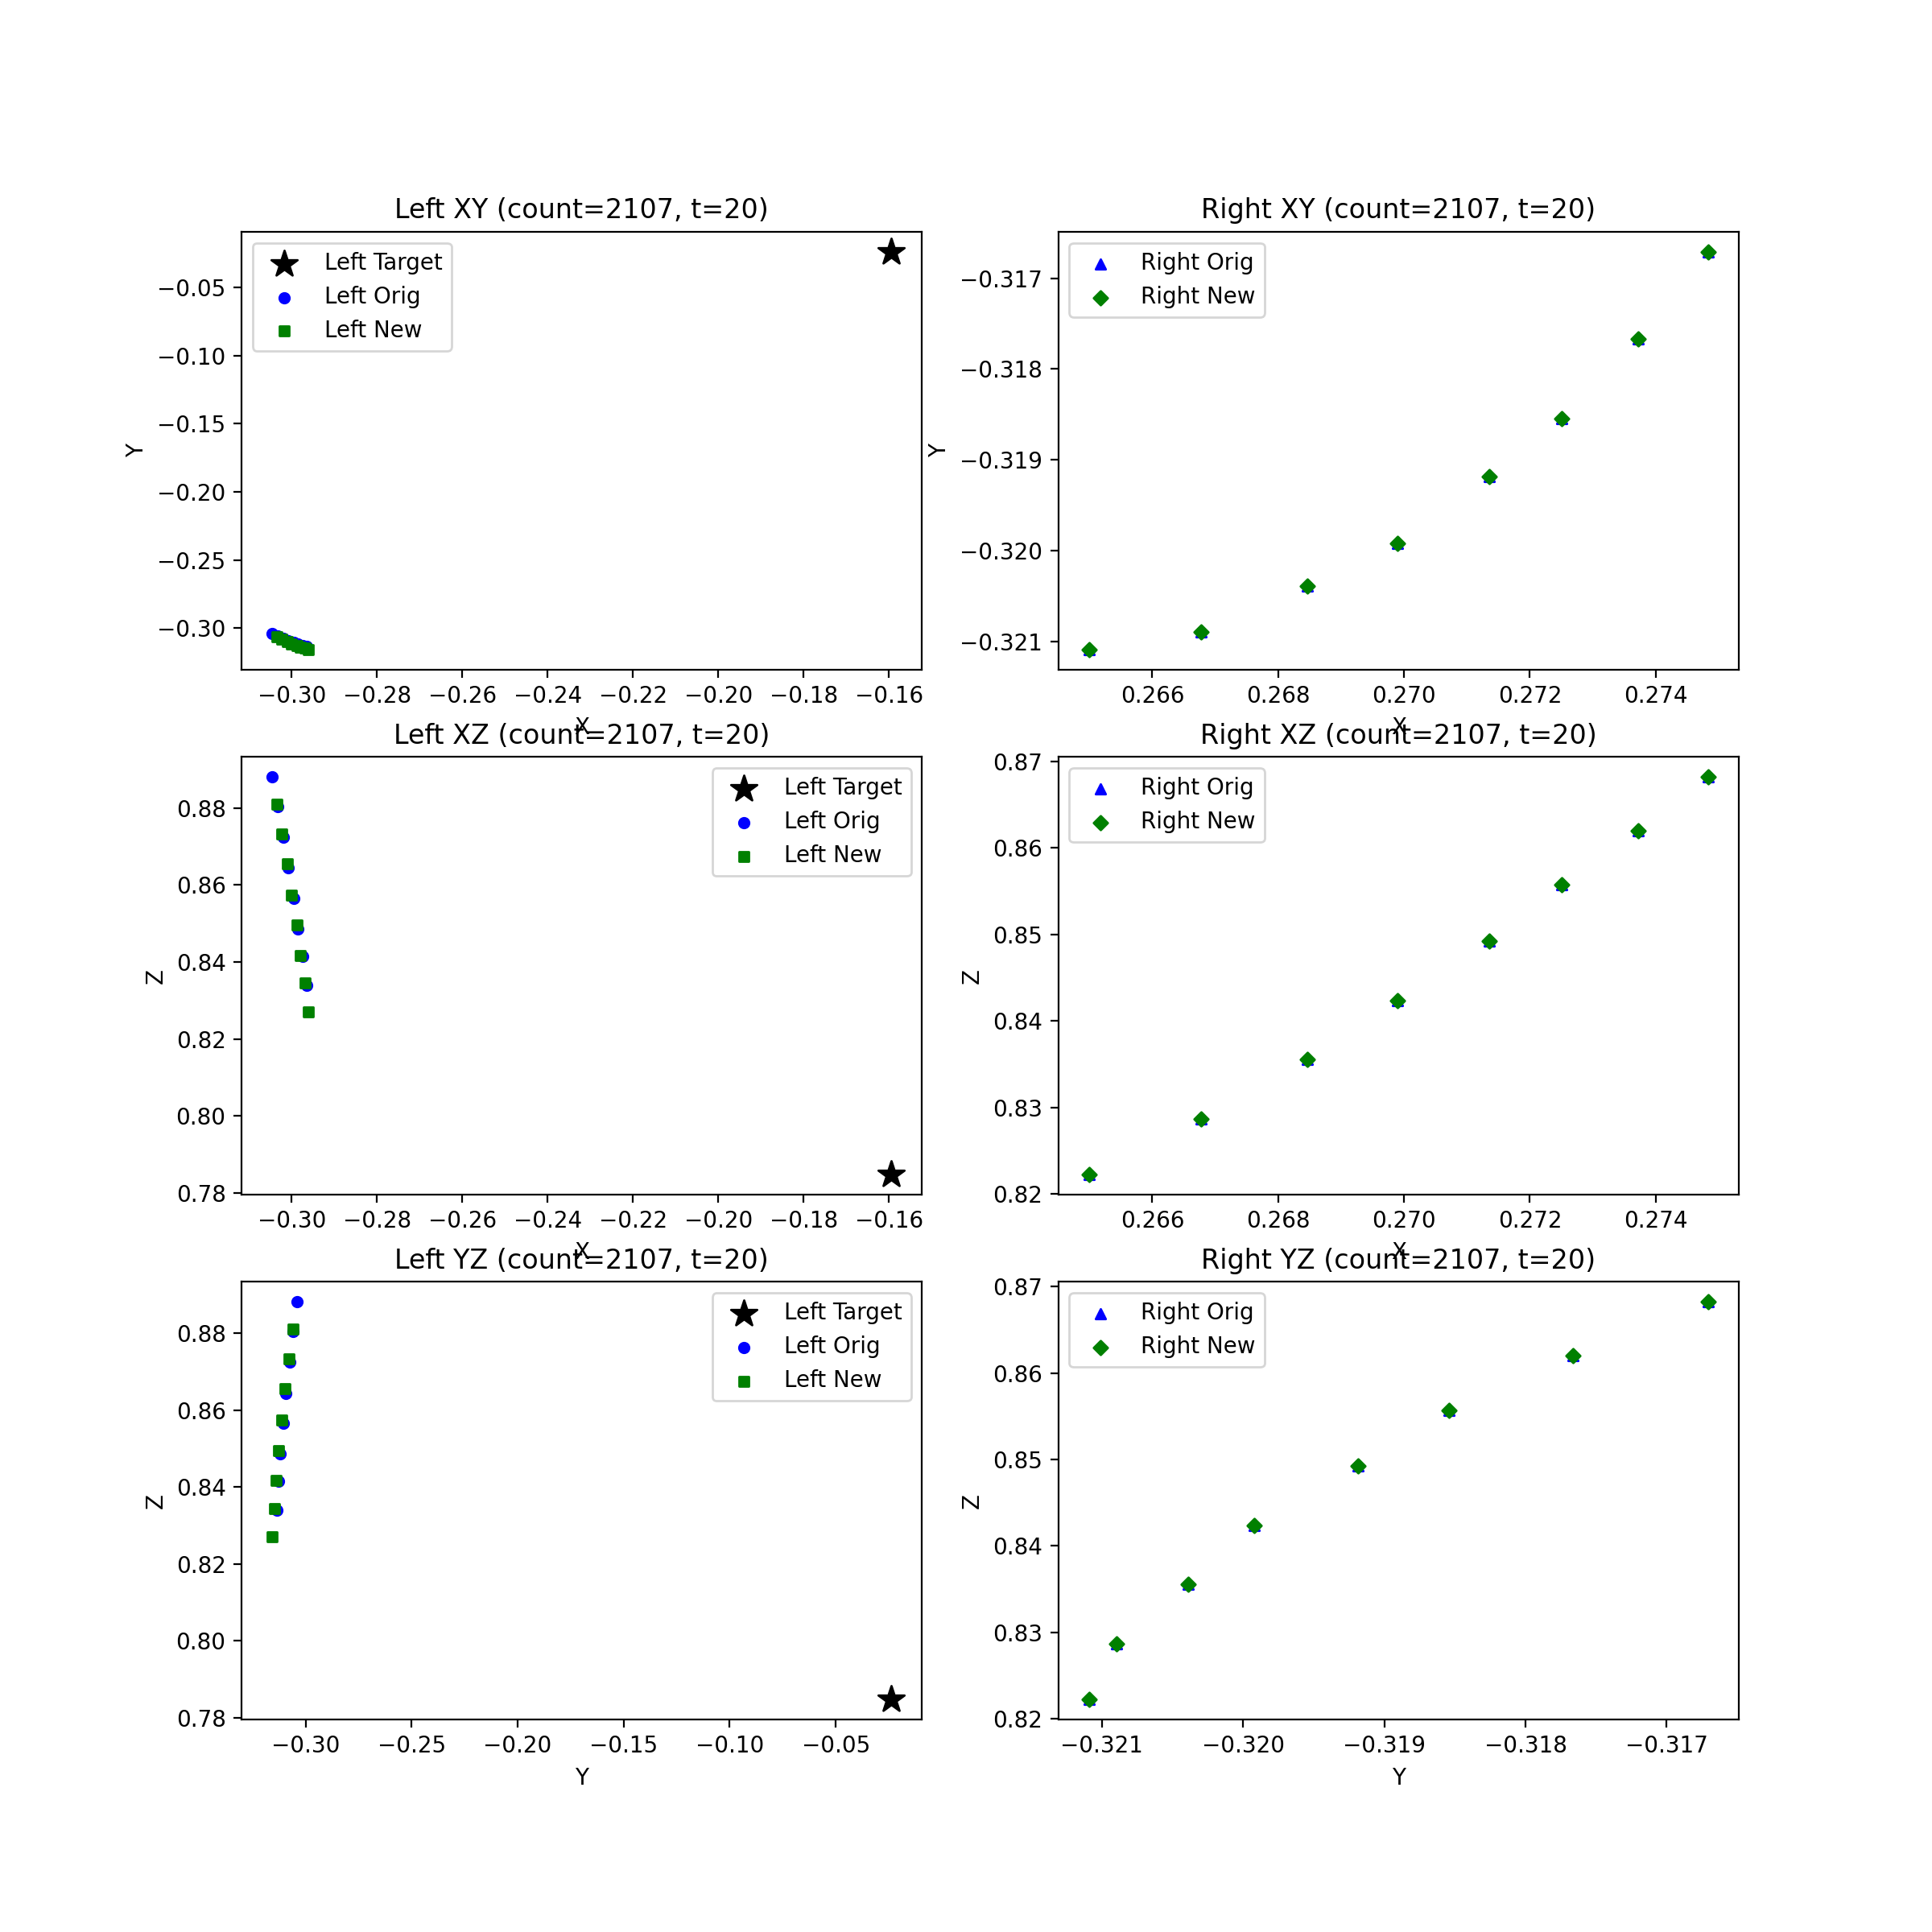 Left XY (count=2107, t=20)
Left Target
Left Orig
Left New
−0.05
−0.10
−0.15
−0.20
−0.25
−0.30
Y
−0.30 −0.28 −0.26 −0.24 −0.22 −0.20 −0.18 −0.16
X
Right XY (count=2107, t=20)
Right Orig
Right New
−0.317
−0.318
−0.319
−0.320
−0.321
Y
0.266 0.268 0.270 0.272 0.274
X
Left XZ (count=2107, t=20)
Left Target
Left Orig
Left New
0.88
0.86
0.84
0.82
0.80
0.78
Z
−0.30 −0.28 −0.26 −0.24 −0.22 −0.20 −0.18 −0.16
X
Right XZ (count=2107, t=20)
Right Orig
Right New
0.87
0.86
0.85
0.84
0.83
0.82
Z
0.266 0.268 0.270 0.272 0.274
X
Left YZ (count=2107, t=20)
Left Target
Left Orig
Left New
0.88
0.86
0.84
0.82
0.80
0.78
Z
−0.30 −0.25 −0.20 −0.15 −0.10 −0.05
Y
Right YZ (count=2107, t=20)
Right Orig
Right New
0.87
0.86
0.85
0.84
0.83
0.82
Z
−0.321 −0.320 −0.319 −0.318 −0.317
Y